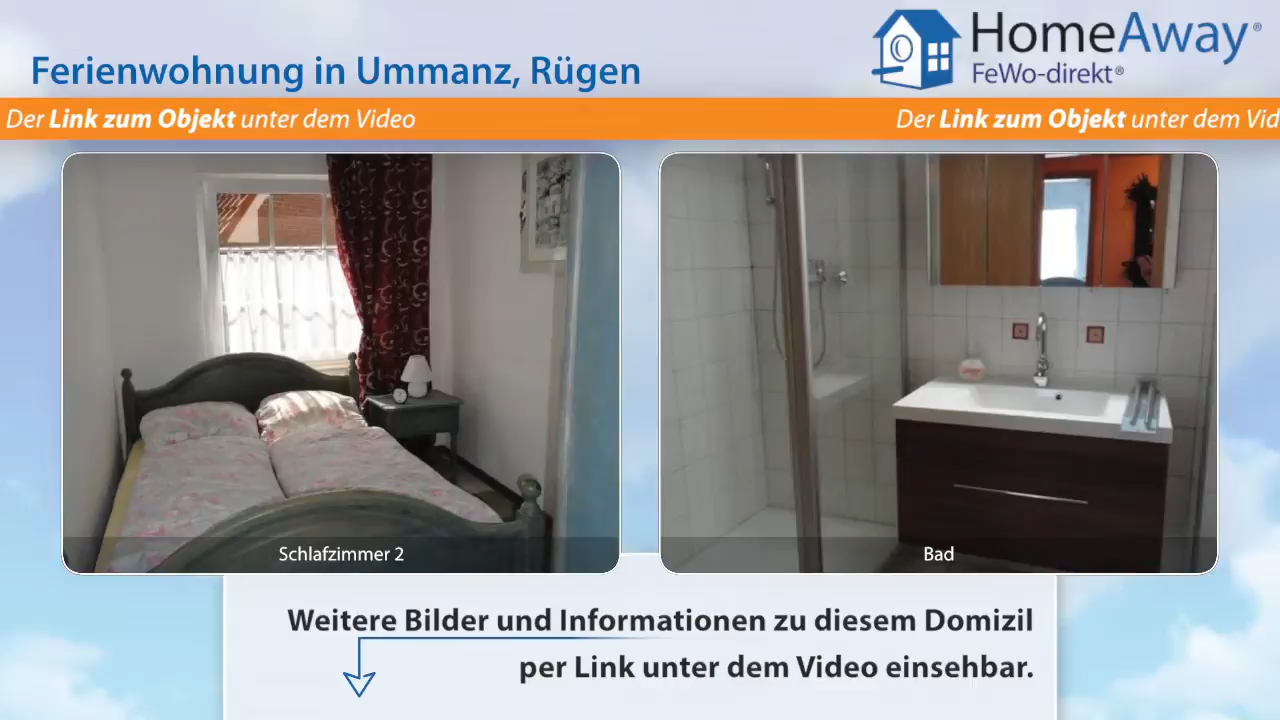 HomeAway®
FeWo-direkt®
Ferienwohnung in Ummanz, Rügen
Der Link zum Objekt unter dem Video
Der Link zum Objekt unter dem Vid
Schlafzimmer 2
Bad
Weitere Bilder und Informationen zu diesem Domizil
per Link unter dem Video einsehbar.